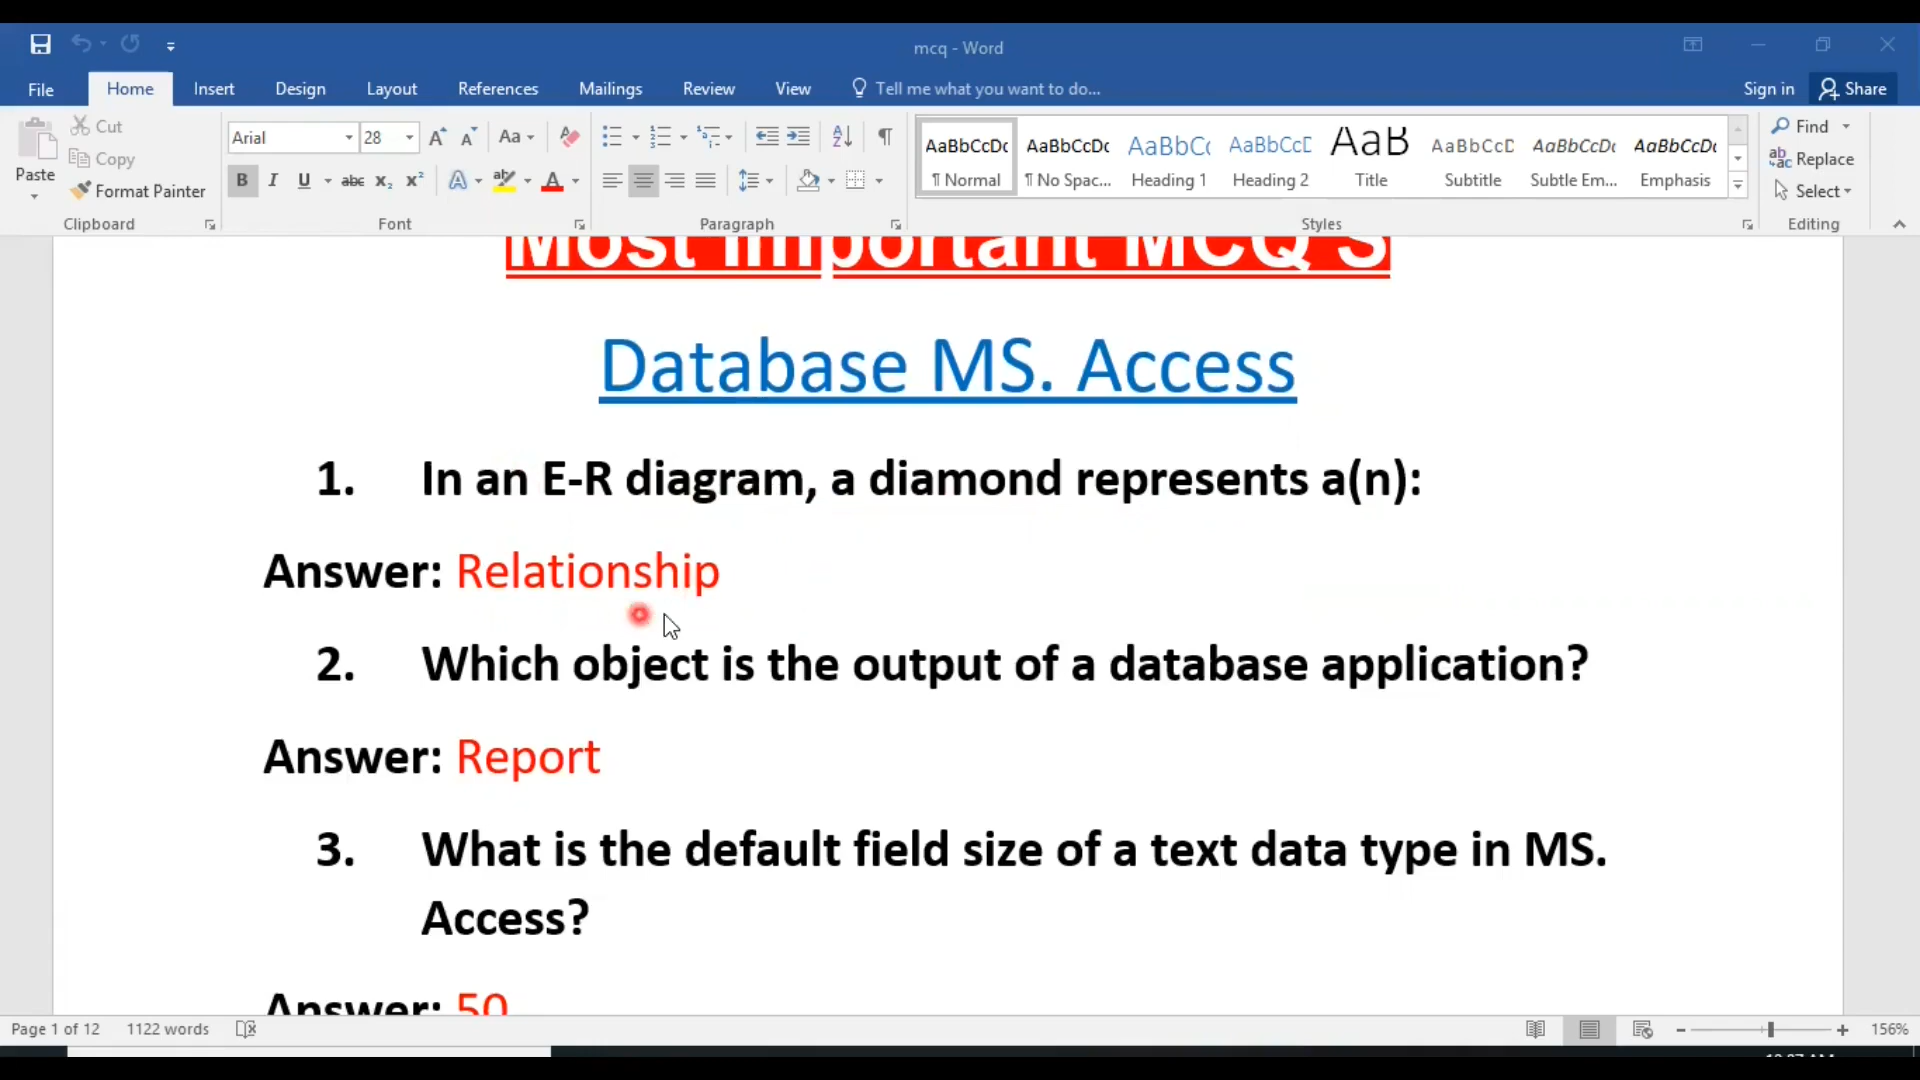 mcq - Word
File Home Insert Design Layout References Mailings Review View Tell me what you want to do... Sign in Share
Cut
Copy
Paste
Format Painter
Clipboard
Arial 28
Font
Paragraph
AaBbCcDc AaBbCcDc AaBbC AaBbCcD AaB AaBbCcD AaBbCcDc AaBbCcDc
¶ Normal ¶ No Spac... Heading 1 Heading 2 Title Subtitle Subtle Em... Emphasis
Styles
Find
Replace
Select
Editing
Most Important MCQ'S
Database MS. Access
1. In an E-R diagram, a diamond represents a(n):
Answer: Relationship
2. Which object is the output of a database application?
Answer: Report
3. What is the default field size of a text data type in MS.
Access?
Answer: 50
Page 1 of 12 1122 words 156%